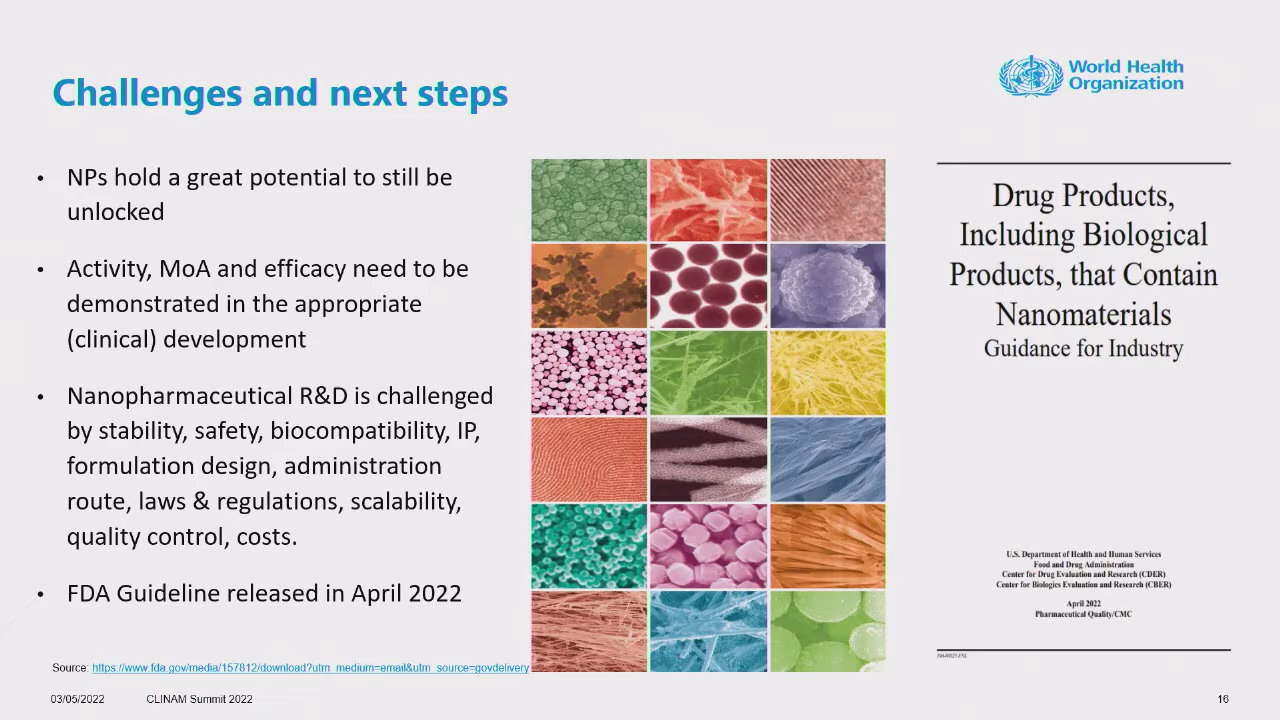 Challenges and next steps
World Health
Organization
• NPs hold a great potential to still be
unlocked
• Activity, MoA and efficacy need to be
demonstrated in the appropriate
(clinical) development
• Nanopharmaceutical R&D is challenged
by stability, safety, biocompatibility, IP,
formulation design, administration
route, laws & regulations, scalability,
quality control, costs.
• FDA Guideline released in April 2022
Drug Products,
Including Biological
Products, that Contain
Nanomaterials
Guidance for Industry
U.S. Department of Health and Human Services
Food and Drug Administration
Center for Drug Evaluation and Research (CDER)
Center for Biologics Evaluation and Research (CBER)
April 2022
Pharmaceutical Quality/CMC
Source: https://www.fda.gov/media/157812/download?utm_medium=email&utm_source=govdelivery
03/05/2022 CLINAM Summit 2022
16